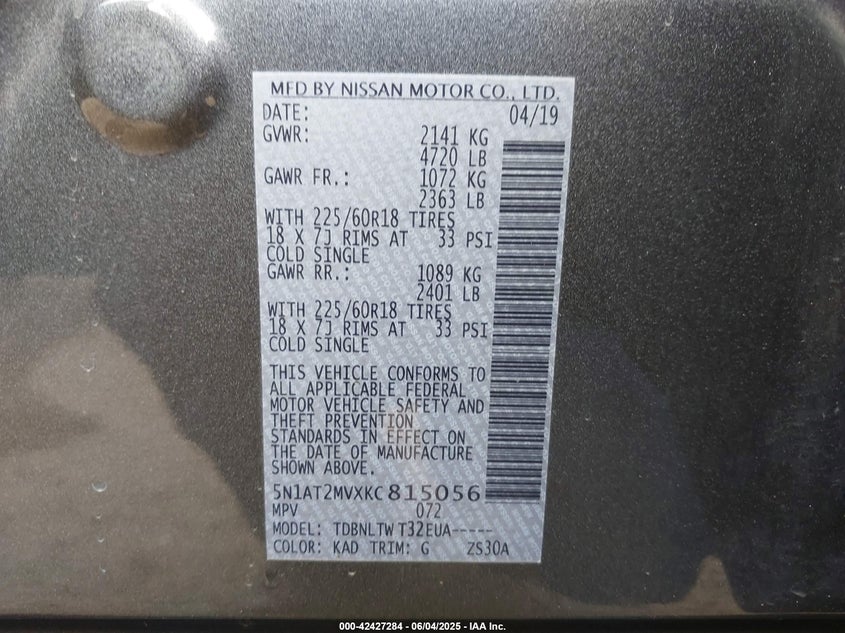 MFD BY NISSAN MOTOR CO., LTD.
DATE: 04/19
GVWR: 2141 KG
4720 LB
GAWR FR.: 1072 KG
2363 LB
WITH 225/60R18 TIRES
18 X 7J RIMS AT 33 PSI
COLD SINGLE
GAWR RR.: 1089 KG
2401 LB
WITH 225/60R18 TIRES
18 X 7J RIMS AT 33 PSI
COLD SINGLE
THIS VEHICLE CONFORMS TO
ALL APPLICABLE FEDERAL
MOTOR VEHICLE SAFETY AND
THEFT PREVENTION
STANDARDS IN EFFECT ON
THE DATE OF MANUFACTURE
SHOWN ABOVE.
5N1AT2MVXKC815056
MPV 072
MODEL: TDBNLTW T32EUA-----
COLOR: KAD TRIM: G ZS30A
000-42427284 - 06/04/2025 - IAA Inc.